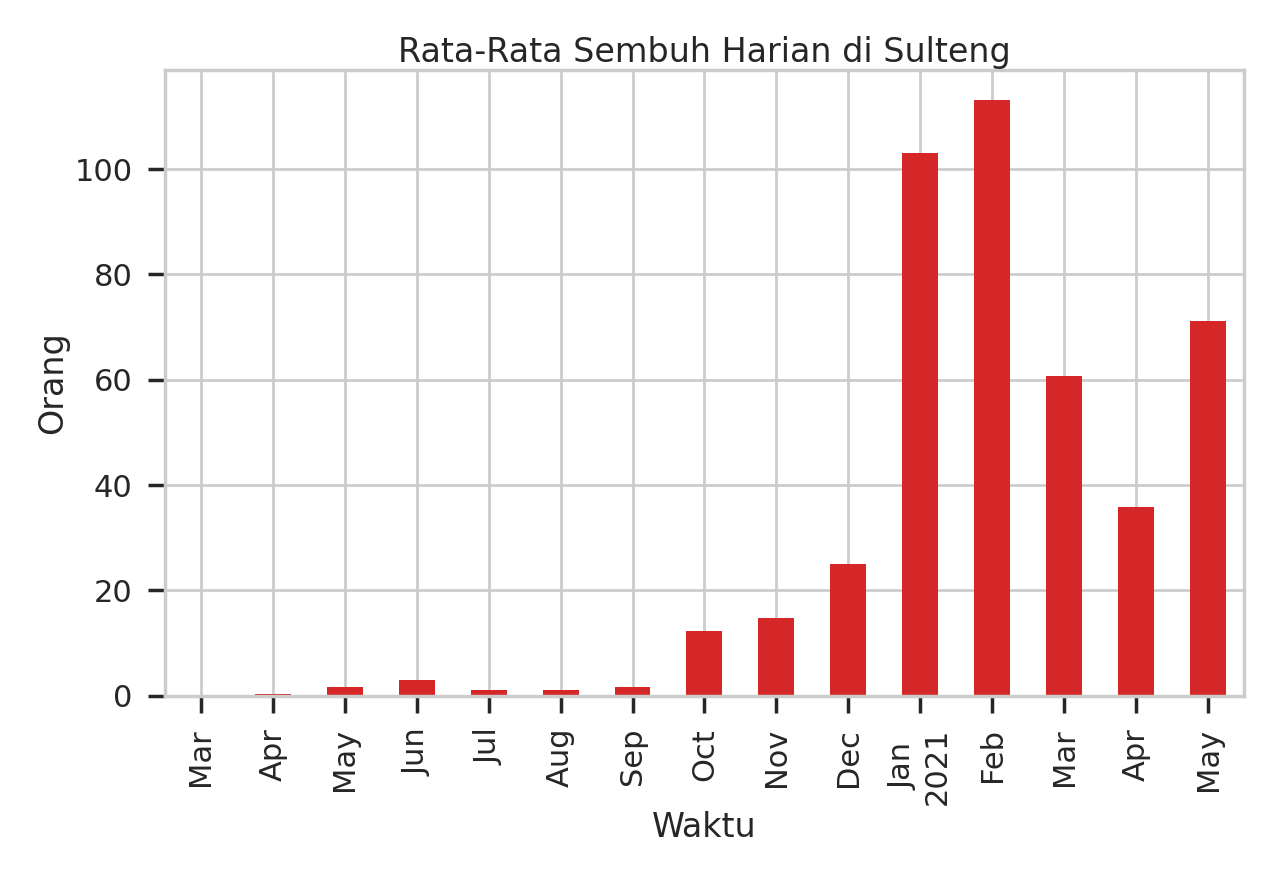 Rata-Rata Sembuh Harian di Sulteng
100
80
60
40
20
0
Orang
Mar
Apr
May
Jun
Jul
Aug
Sep
Oct
Nov
Dec
Jan
2021
Feb
Mar
Apr
May
Waktu